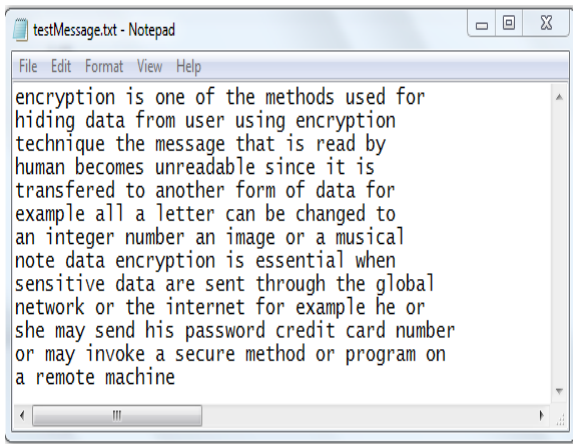 testMessage.txt - Notepad
File Edit Format View Help
encryption is one of the methods used for
hiding data from user using encryption
technique the message that is read by
human becomes unreadable since it is
transfered to another form of data for
example all a letter can be changed to
an integer number an image or a musical
note data encryption is essential when
sensitive data are sent through the global
network or the internet for example he or
she may send his password credit card number
or may invoke a secure method or program on
a remote machine